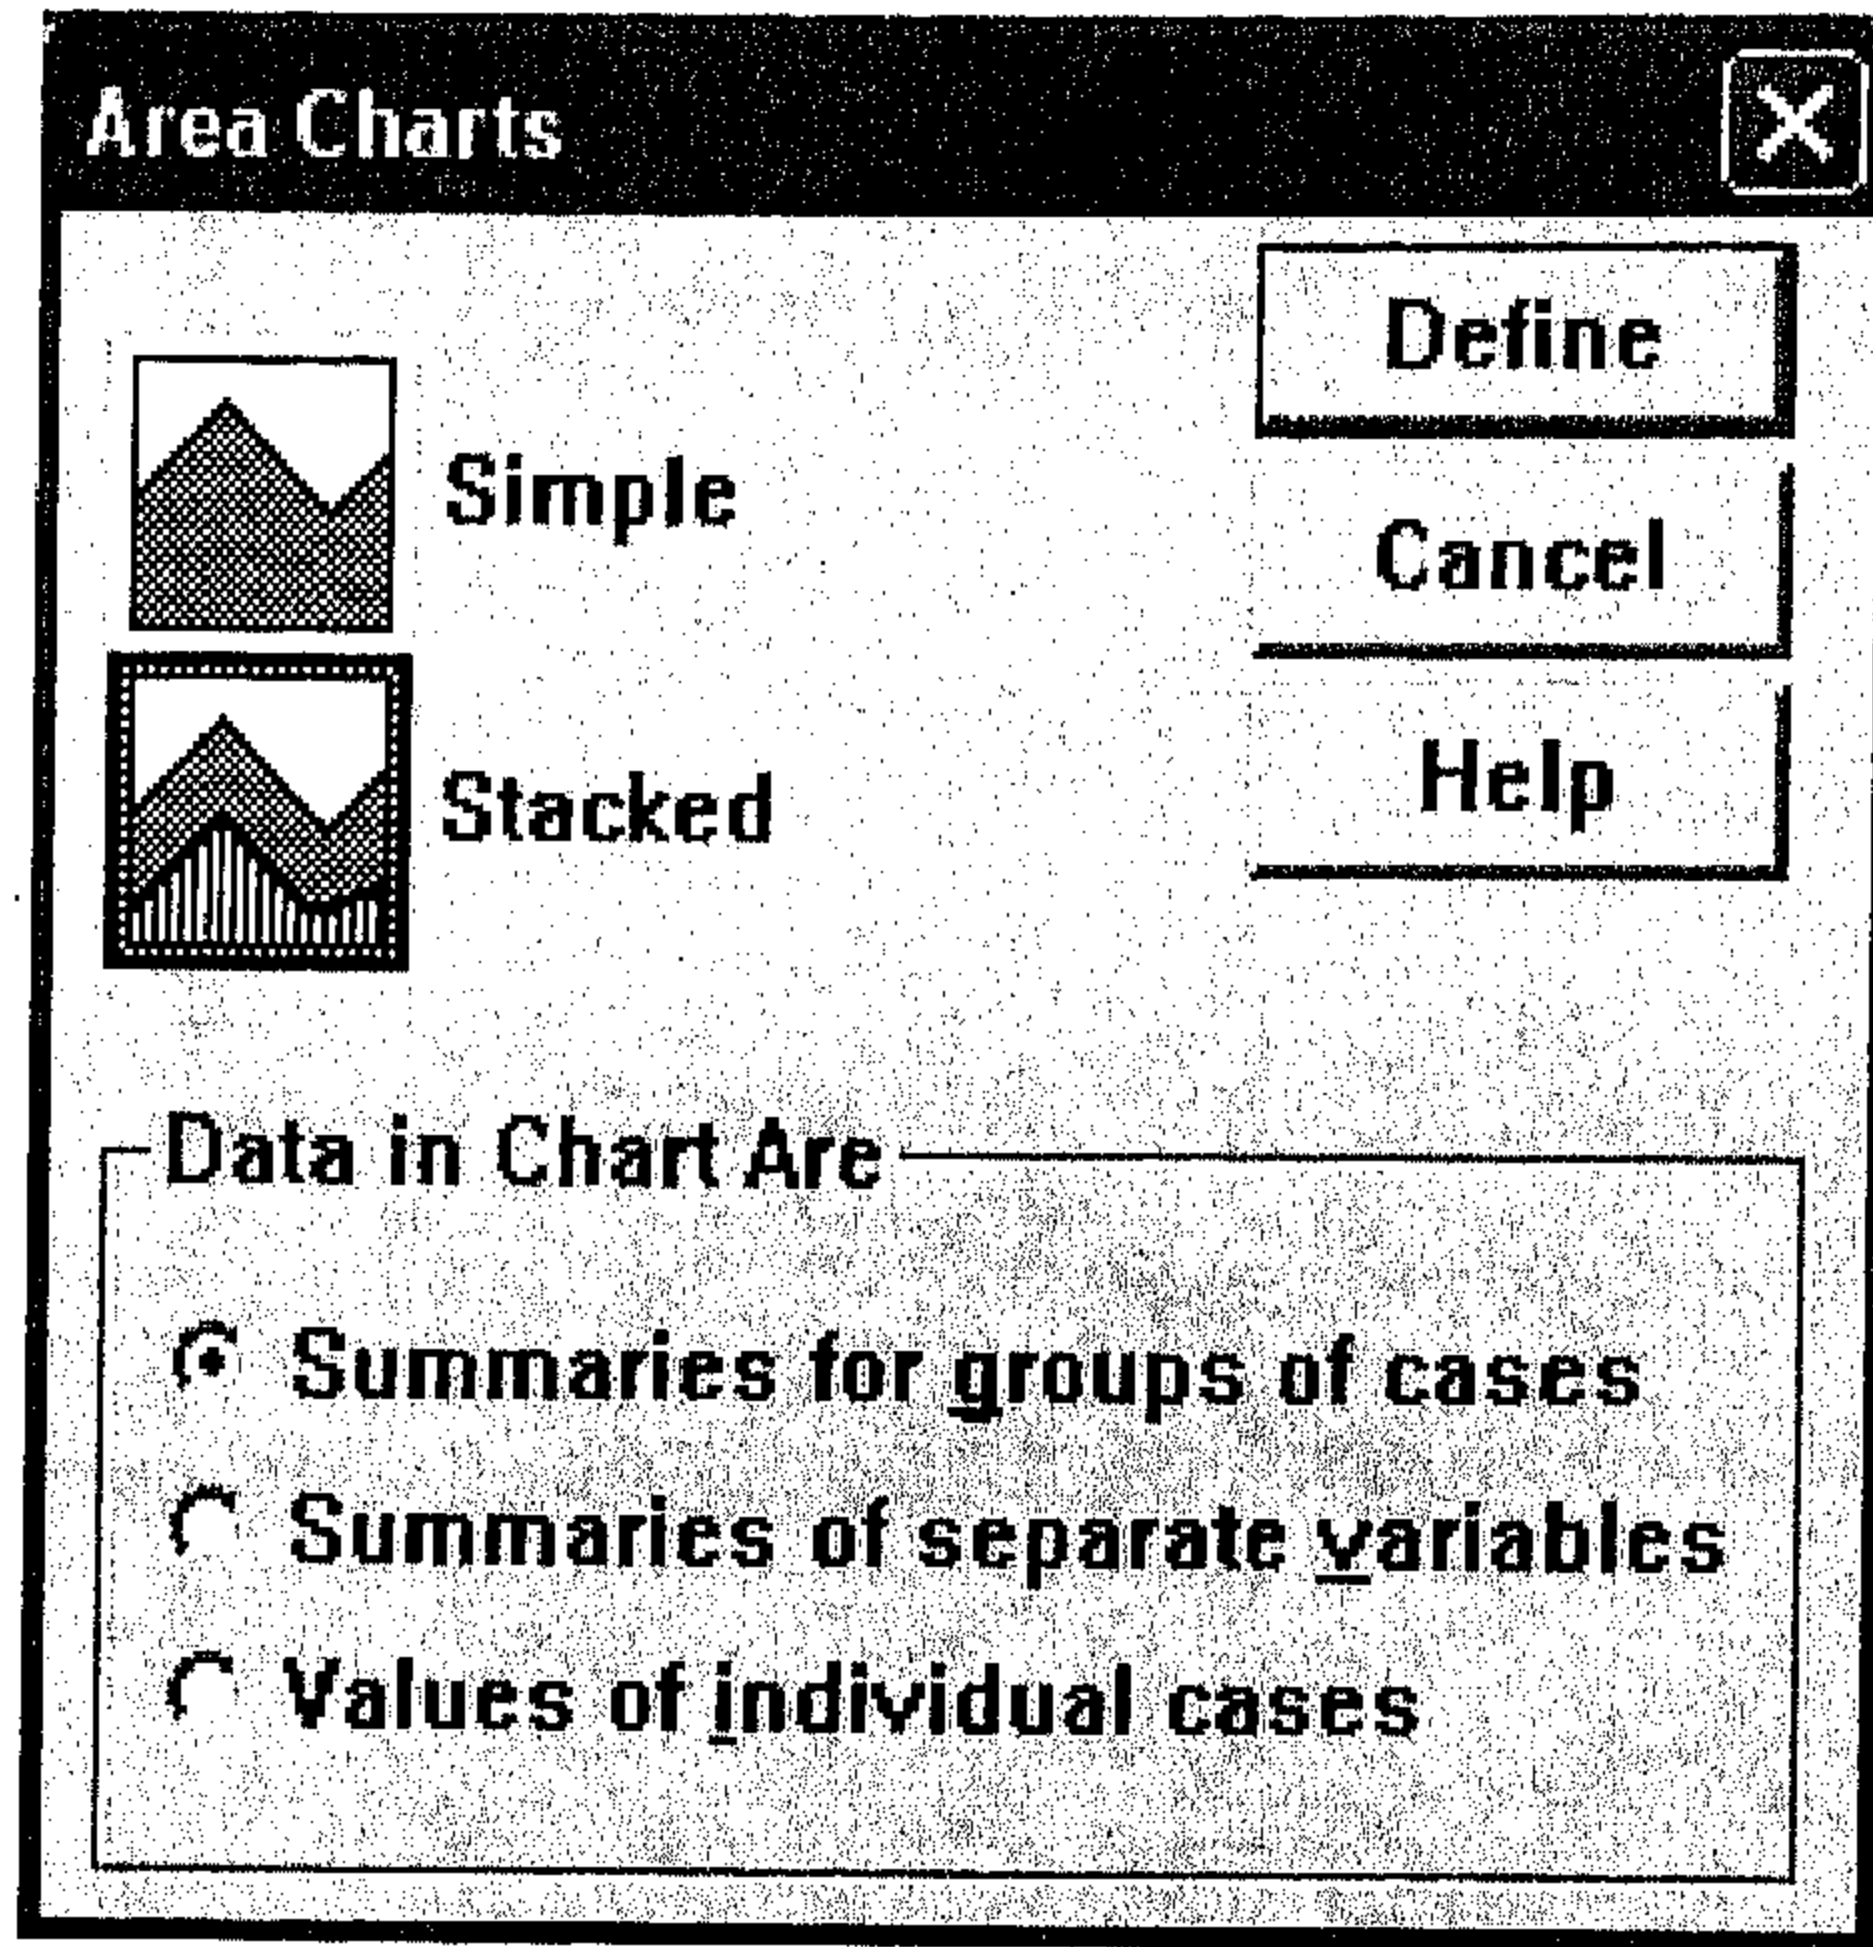 Area Charts
Define
Simple
Cancel
Stacked
Help
Data in Chart Are
Summaries for groups of cases
Summaries of separate variables
Values of individual cases